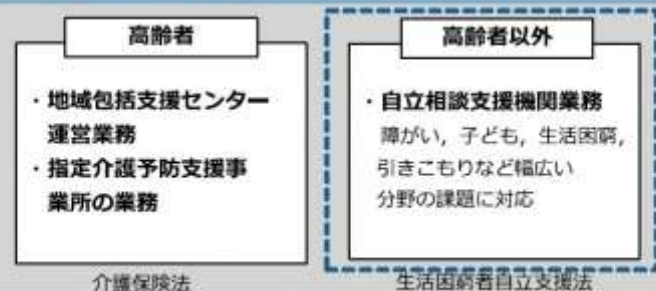 高齢者
・地域包括支援センター
運営業務
・指定介護予防支援事
業所の業務
介護保険法
高齢者以外
・自立相談支援機関業務
障がい，子ども，生活困窮，
引きこもりなど幅広い
分野の課題に対応
生活困窮者自立支援法